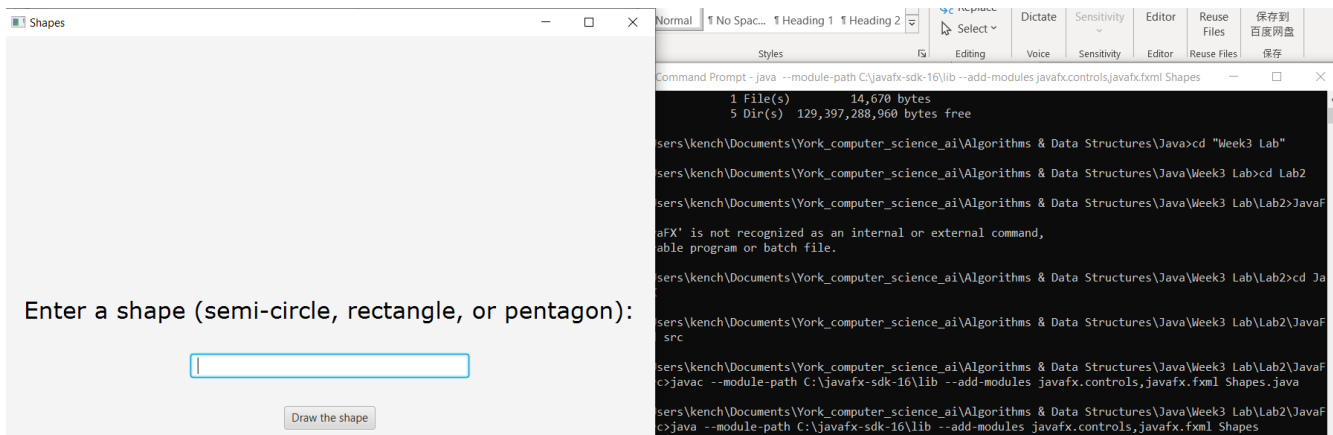 Shapes
Enter a shape (semi-circle, rectangle, or pentagon):
Draw the shape
Normal ¶ No Spac... ¶ Heading 1 ¶ Heading 2
Styles
Replace
Select
Editing
Dictate
Voice
Sensitivity
Sensitivity
Editor
Editor
Reuse
Files
Reuse Files
保存到
百度网盘
保存
Command Prompt - java --module-path C:\javafx-sdk-16\lib --add-modules javafx.controls,javafx.fxml Shapes
1 File(s) 14,670 bytes
5 Dir(s) 129,397,288,960 bytes free
sers\kench\Documents\York_computer_science_ai\Algorithms & Data Structures\Java>cd "Week3 Lab"
sers\kench\Documents\York_computer_science_ai\Algorithms & Data Structures\Java\Week3 Lab>cd Lab2
sers\kench\Documents\York_computer_science_ai\Algorithms & Data Structures\Java\Week3 Lab\Lab2>JavaF
aFX' is not recognized as an internal or external command,
able program or batch file.
sers\kench\Documents\York_computer_science_ai\Algorithms & Data Structures\Java\Week3 Lab\Lab2>cd Ja
sers\kench\Documents\York_computer_science_ai\Algorithms & Data Structures\Java\Week3 Lab\Lab2\JavaF
src
sers\kench\Documents\York_computer_science_ai\Algorithms & Data Structures\Java\Week3 Lab\Lab2\JavaF
c>javac --module-path C:\javafx-sdk-16\lib --add-modules javafx.controls,javafx.fxml Shapes.java
sers\kench\Documents\York_computer_science_ai\Algorithms & Data Structures\Java\Week3 Lab\Lab2\JavaF
c>java --module-path C:\javafx-sdk-16\lib --add-modules javafx.controls,javafx.fxml Shapes